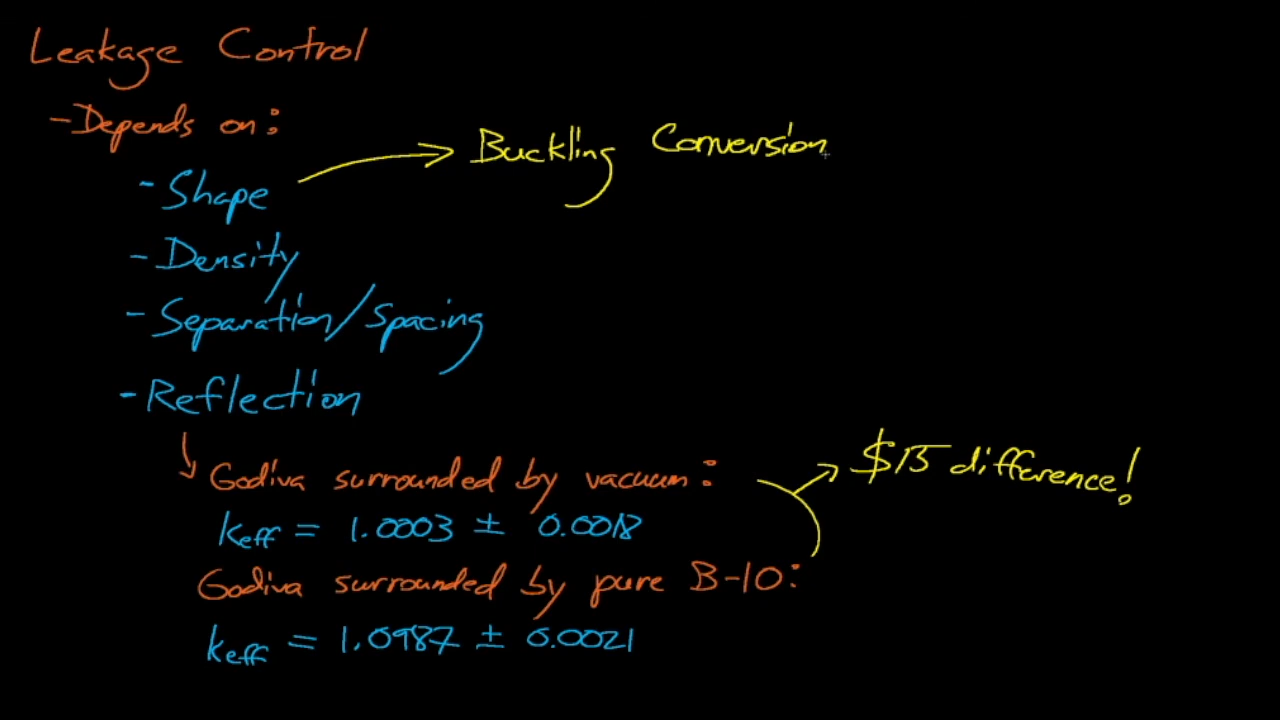 Leakage Control
- Depends on:
- Shape → Buckling Conversion
- Density
- Separation/Spacing
- Reflection
↳ Godiva surrounded by vacuum:
keff = 1.0003 ± 0.0018
$15 difference!
Godiva surrounded by pure B-10:
keff = 1.0987 ± 0.0021